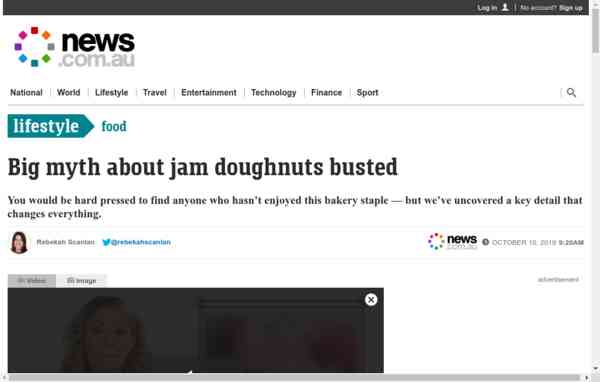 Log in No account? Sign up
news
.com.au
National World Lifestyle Travel Entertainment Technology Finance Sport
lifestyle food
Big myth about jam doughnuts busted
You would be hard pressed to find anyone who hasn't enjoyed this bakery staple — but we've uncovered a key detail that
changes everything.
Rebekah Scanlan @rebekahscanlan news .com.au OCTOBER 10, 2018 9:20AM
Video Image advertisement